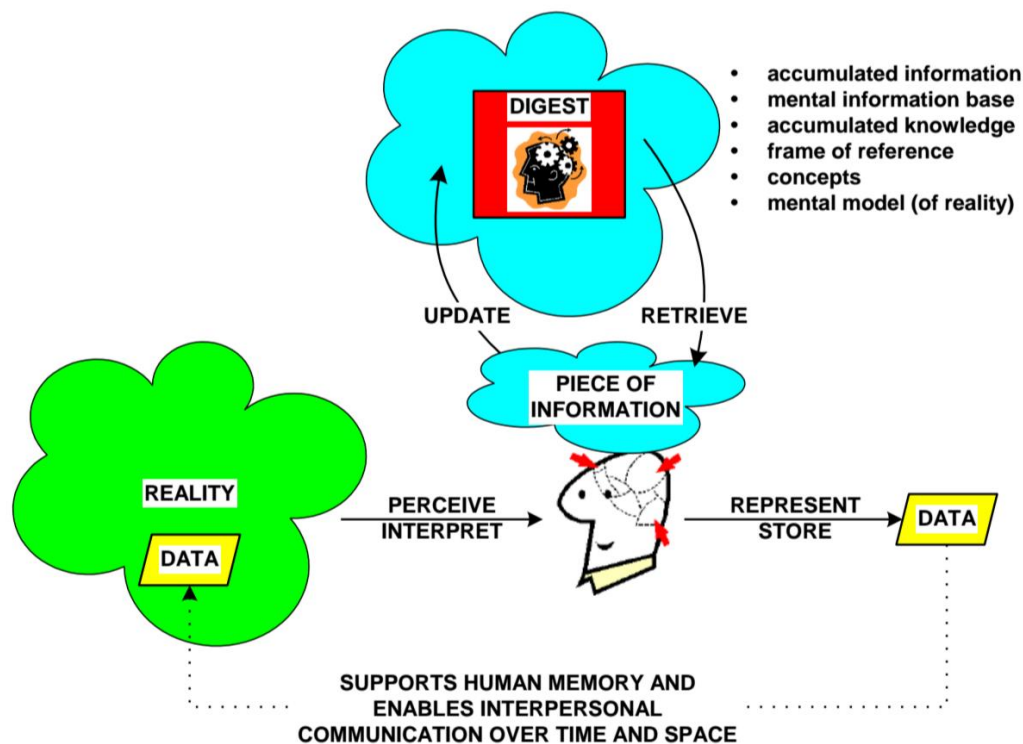 DIGEST
• accumulated information
• mental information base
• accumulated knowledge
• frame of reference
• concepts
• mental model (of reality)
UPDATE
RETRIEVE
PIECE OF
INFORMATION
REALITY
DATA
PERCEIVE
INTERPRET
REPRESENT
STORE
DATA
SUPPORTS HUMAN MEMORY AND
ENABLES INTERPERSONAL
COMMUNICATION OVER TIME AND SPACE